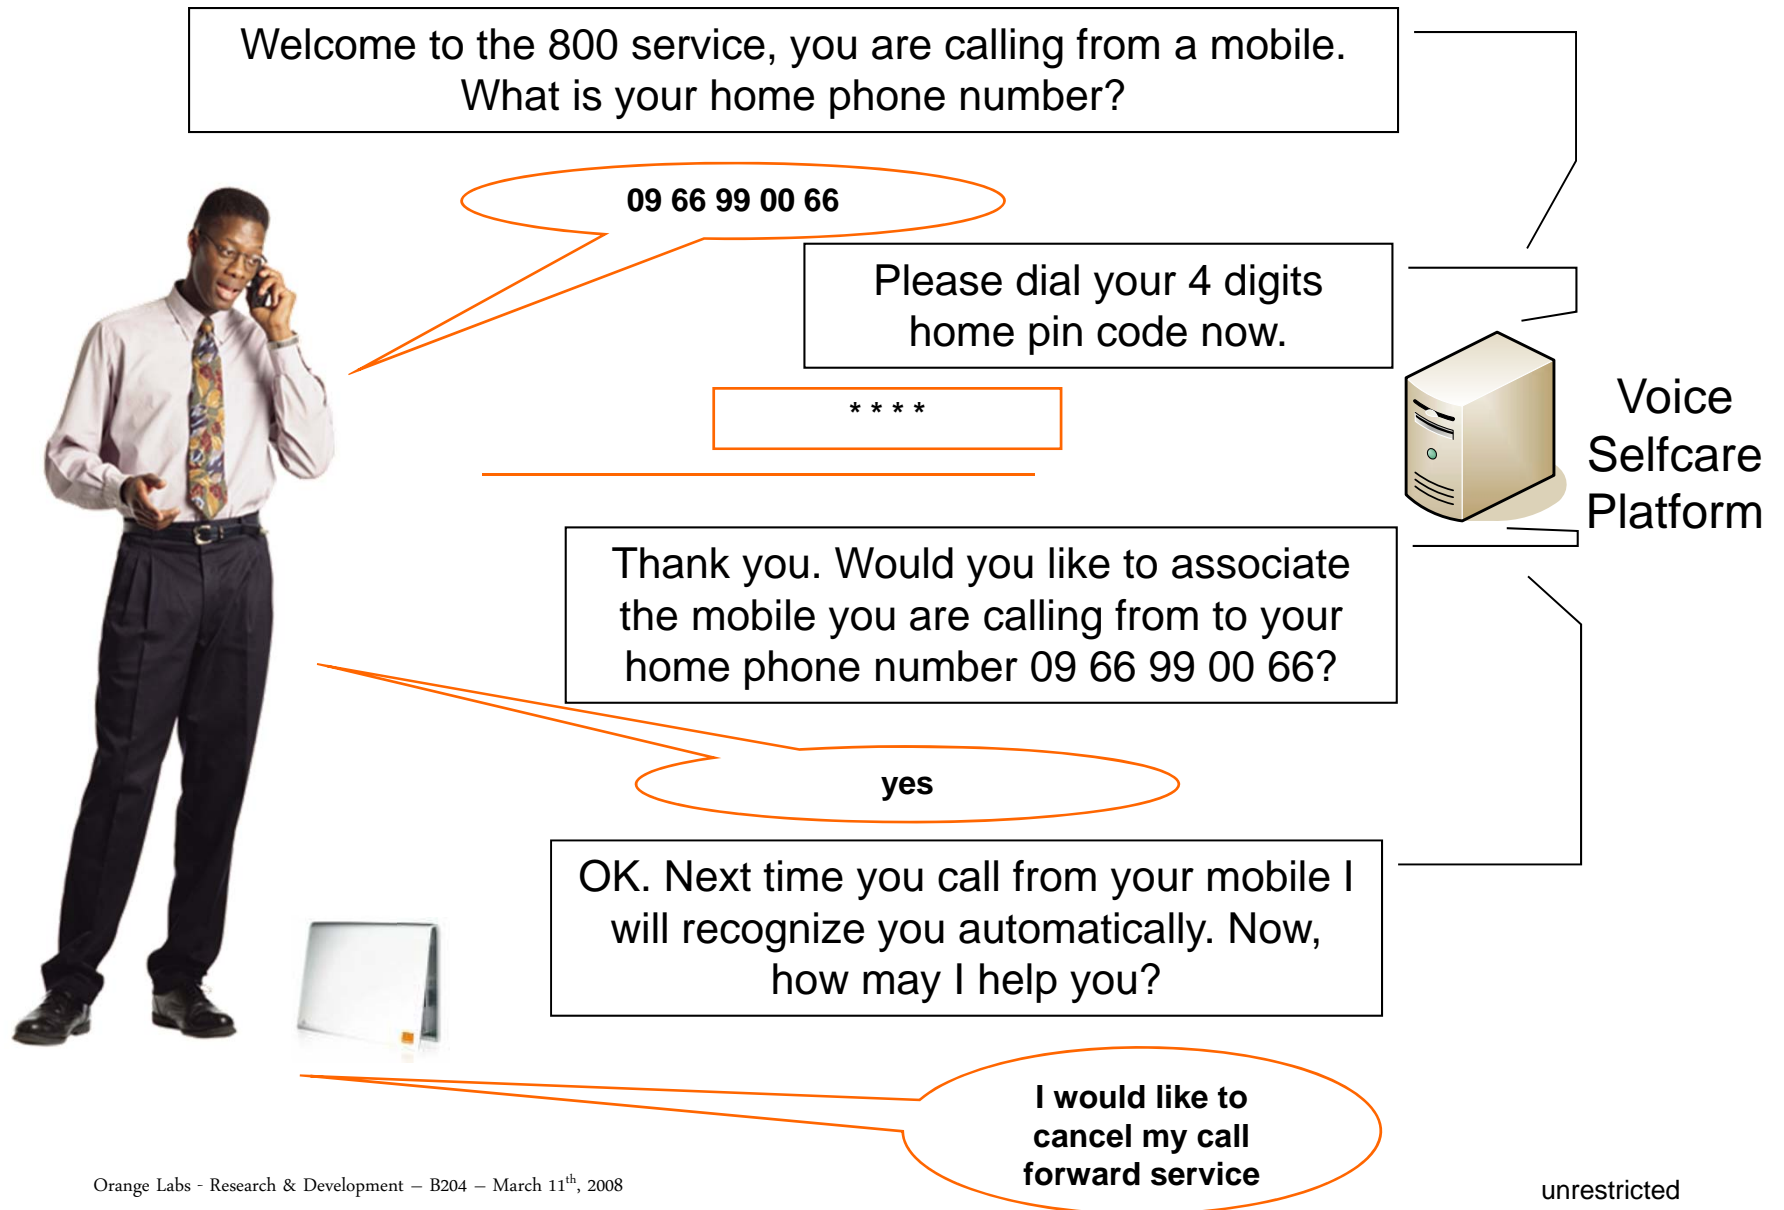 Welcome to the 800 service, you are calling from a mobile.
What is your home phone number?
09 66 99 00 66
Please dial your 4 digits
home pin code now.
* * * *
Voice
Selfcare
Platform
Thank you. Would you like to associate
the mobile you are calling from to your
home phone number 09 66 99 00 66?
yes
OK. Next time you call from your mobile I
will recognize you automatically. Now,
how may I help you?
I would like to
cancel my call
forward service
Orange Labs - Research & Development – B204 – March 11th, 2008
unrestricted